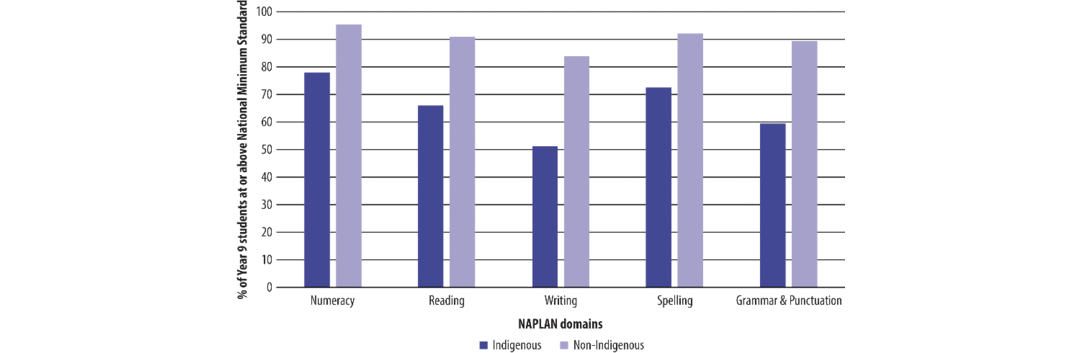 % of Year 9 students at or above National Minimum Standard
100
90
80
70
60
50
40
30
20
10
0
Numeracy Reading Writing Spelling Grammar & Punctuation
NAPLAN domains
Indigenous Non-Indigenous